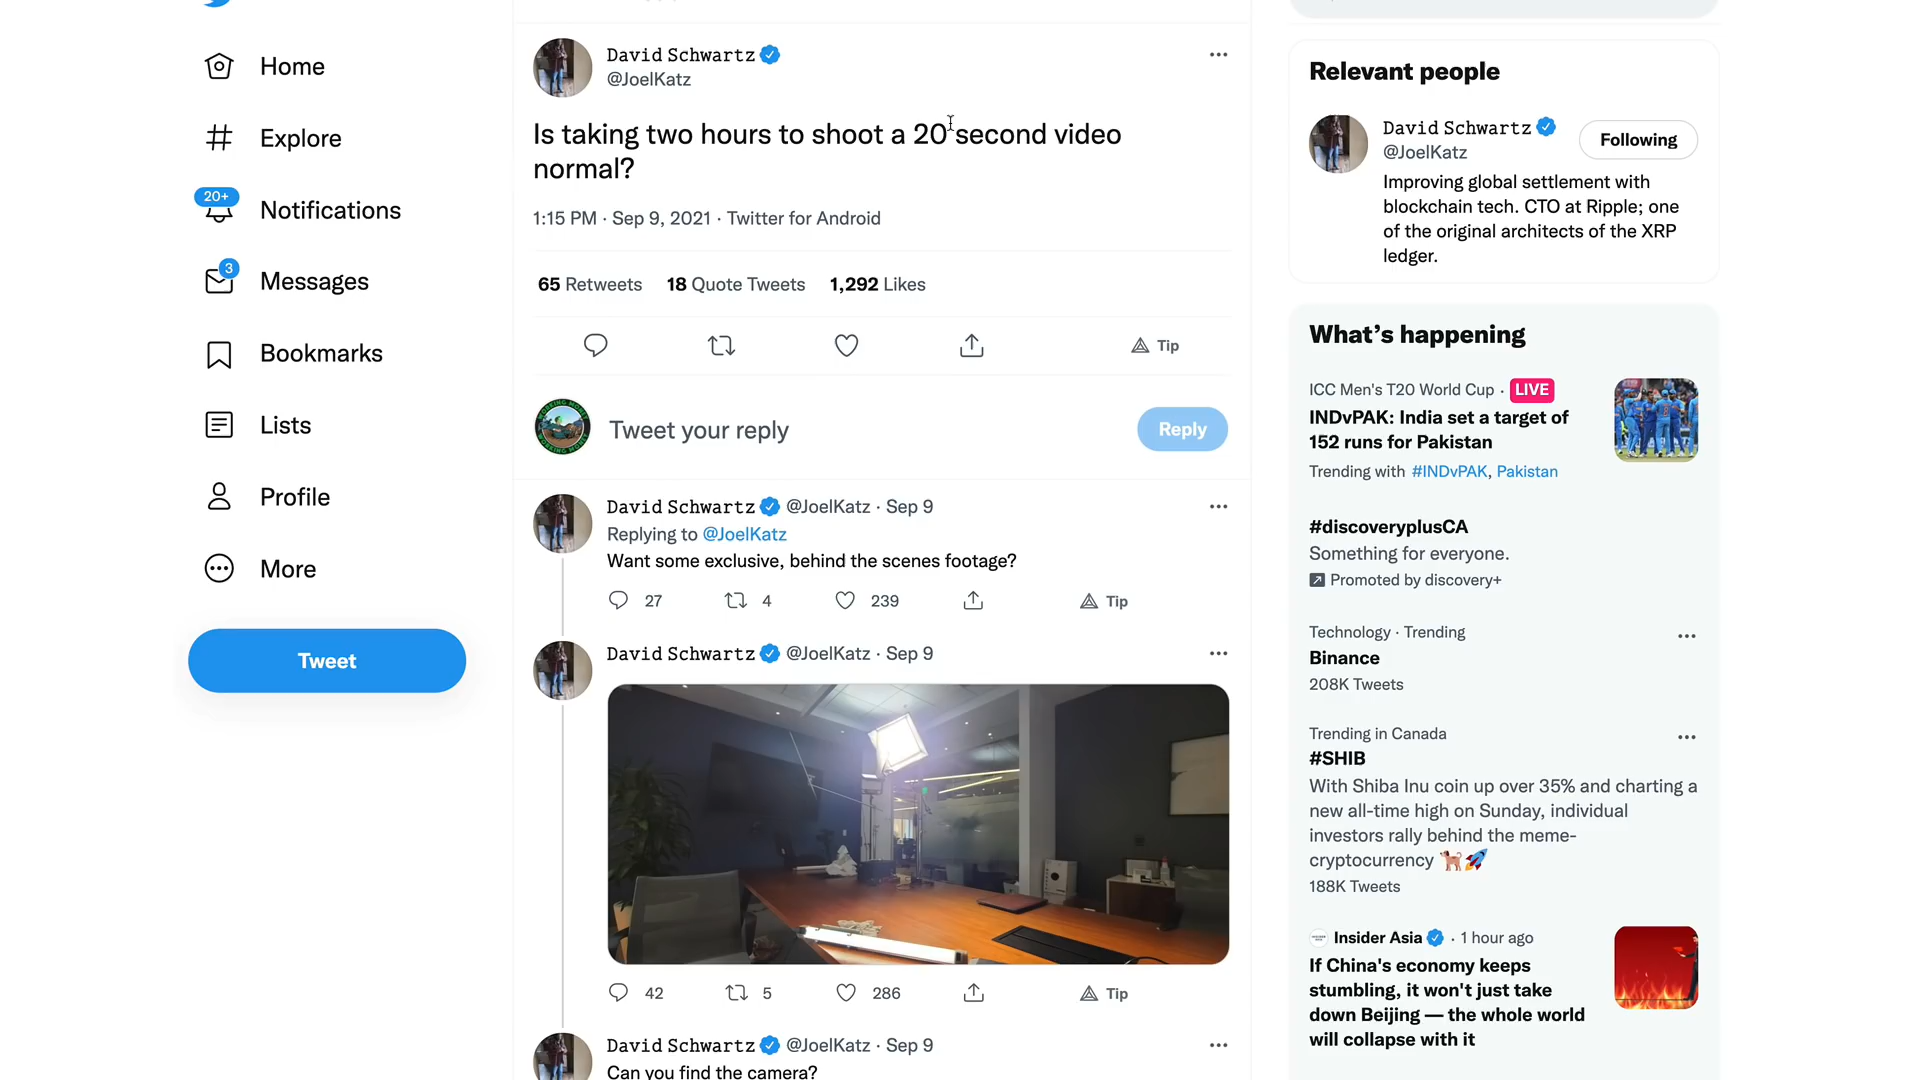 Home
Explore
20+
Notifications
3
Messages
Bookmarks
Lists
Profile
More
Tweet
David Schwartz
@JoelKatz
Is taking two hours to shoot a 20 second video
normal?
1:15 PM · Sep 9, 2021 · Twitter for Android
65 Retweets 18 Quote Tweets 1,292 Likes
Tip
Tweet your reply
Reply
David Schwartz @JoelKatz · Sep 9
Replying to @JoelKatz
Want some exclusive, behind the scenes footage?
27 4 239 Tip
David Schwartz @JoelKatz · Sep 9
42 5 286 Tip
David Schwartz @JoelKatz · Sep 9
Can you find the camera?
Relevant people
David Schwartz
@JoelKatz
Following
Improving global settlement with
blockchain tech. CTO at Ripple; one
of the original architects of the XRP
ledger.
What's happening
ICC Men's T20 World Cup · LIVE
INDvPAK: India set a target of
152 runs for Pakistan
Trending with #INDvPAK, Pakistan
#discoveryplusCA
Something for everyone.
Promoted by discovery+
Technology · Trending
Binance
208K Tweets
Trending in Canada
#SHIB
With Shiba Inu coin up over 35% and charting a
new all-time high on Sunday, individual
investors rally behind the meme-
cryptocurrency 🐕🚀
188K Tweets
Insider Asia · 1 hour ago
If China's economy keeps
stumbling, it won't just take
down Beijing — the whole world
will collapse with it